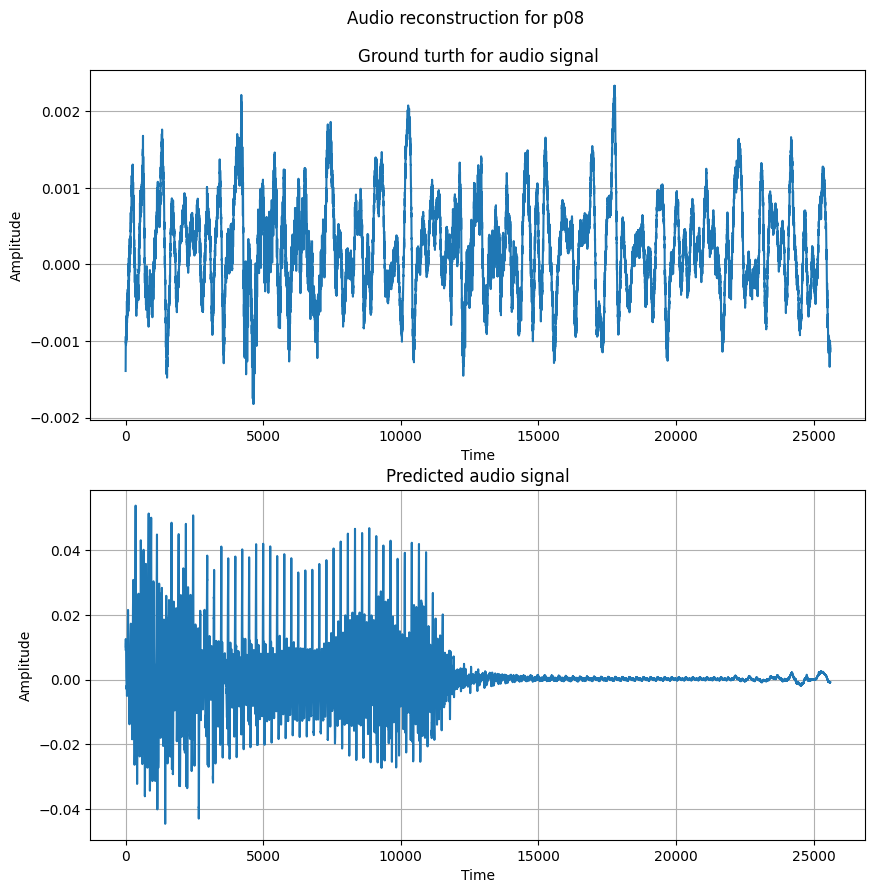 Audio reconstruction for p08
Ground turth for audio signal
Amplitude
0.002
0.001
0.000
−0.001
−0.002
0 5000 10000 15000 20000 25000
Time
Predicted audio signal
Amplitude
0.04
0.02
0.00
−0.02
−0.04
0 5000 10000 15000 20000 25000
Time